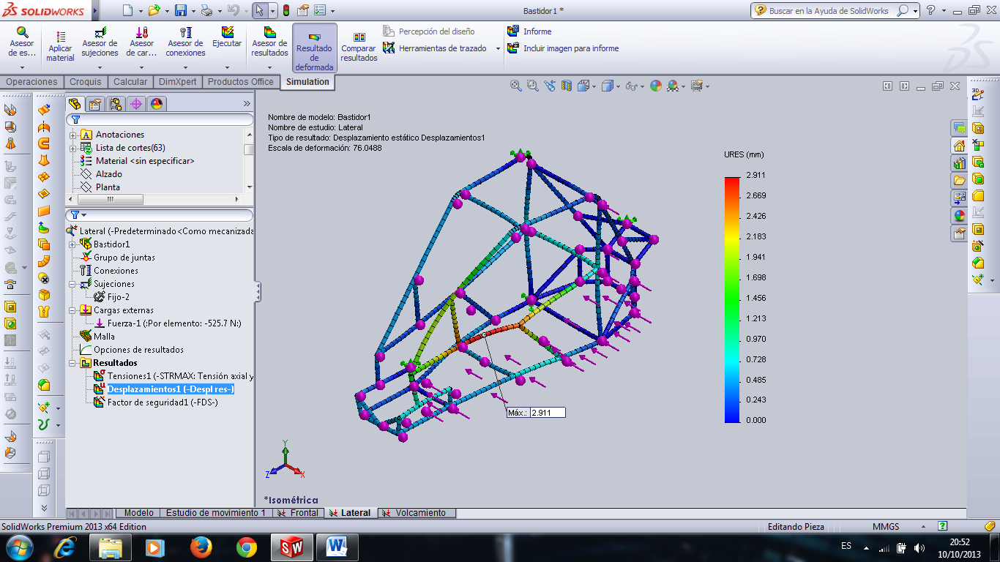 SOLIDWORKS
Bastidor1 *
Buscar en la Ayuda de SolidWorks
Asesor de es...
Aplicar material
Asesor de sujeciones
Asesor de car...
Asesor de conexiones
Ejecutar
Asesor de resultados
Resultado de deformada
Comparar resultados
Percepción del diseño
Herramientas de trazado
Informe
Incluir imagen para informe
Operaciones
Croquis
Calcular
DimXpert
Productos Office
Simulation
Anotaciones
Lista de cortes(63)
Material <sin especificar>
Alzado
Planta
Lateral (-Predeterminado<Como mecanizada
Bastidor1
Grupo de juntas
Conexiones
Sujeciones
Fijo-2
Cargas externas
Fuerza-1 (:Por elemento: -525.7 N:)
Malla
Opciones de resultados
Resultados
Tensiones1 (-STRMAX: Tensión axial y
Desplazamientos1 (-Despl res-)
Factor de seguridad1 (-FDS-)
Nombre de modelo: Bastidor1
Nombre de estudio: Lateral
Tipo de resultado: Desplazamiento estático Desplazamientos1
Escala de deformación: 76.0488
URES (mm)
2.911
2.669
2.426
2.183
1.941
1.698
1.456
1.213
0.970
0.728
0.485
0.243
0.000
Máx.: 2.911
Y
Z
X
*Isométrica
Modelo
Estudio de movimiento 1
Frontal
Lateral
Volcamiento
SolidWorks Premium 2013 x64 Edition
Editando Pieza
MMGS
ES
20:52
10/10/2013